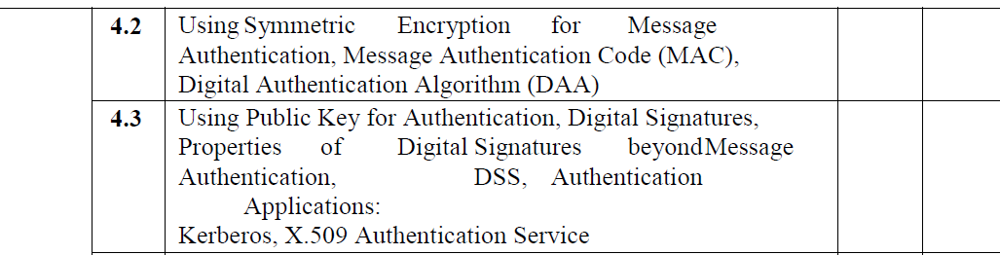 4.2 Using Symmetric Encryption for Message
Authentication, Message Authentication Code (MAC),
Digital Authentication Algorithm (DAA)
4.3 Using Public Key for Authentication, Digital Signatures,
Properties of Digital Signatures beyondMessage
Authentication, DSS, Authentication
Applications:
Kerberos, X.509 Authentication Service